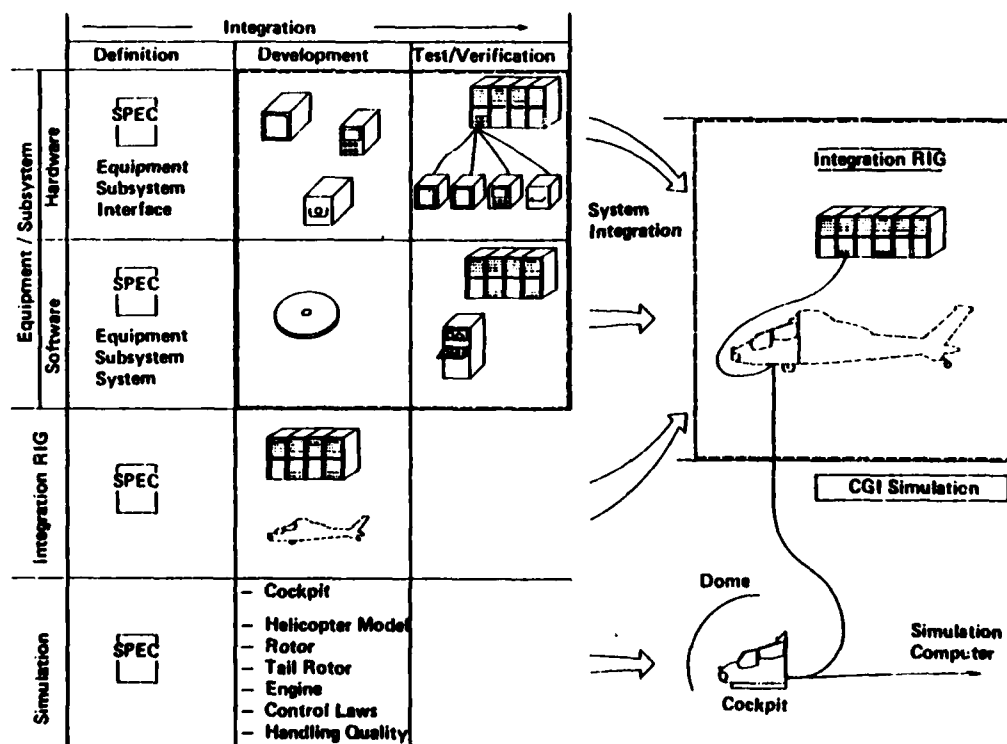 Integration
Definition
Development
Test/Verification
Equipment / Subsystem
Hardware
SPEC
Equipment
Subsystem
Interface
Software
SPEC
Equipment
Subsystem
System
Integration RIG
SPEC
Simulation
SPEC
– Cockpit
– Helicopter Model
– Rotor
– Tail Rotor
– Engine
– Control Laws
– Handling Quality
System
Integration
Integration RIG
CGI Simulation
Dome
Simulation
Computer
Cockpit